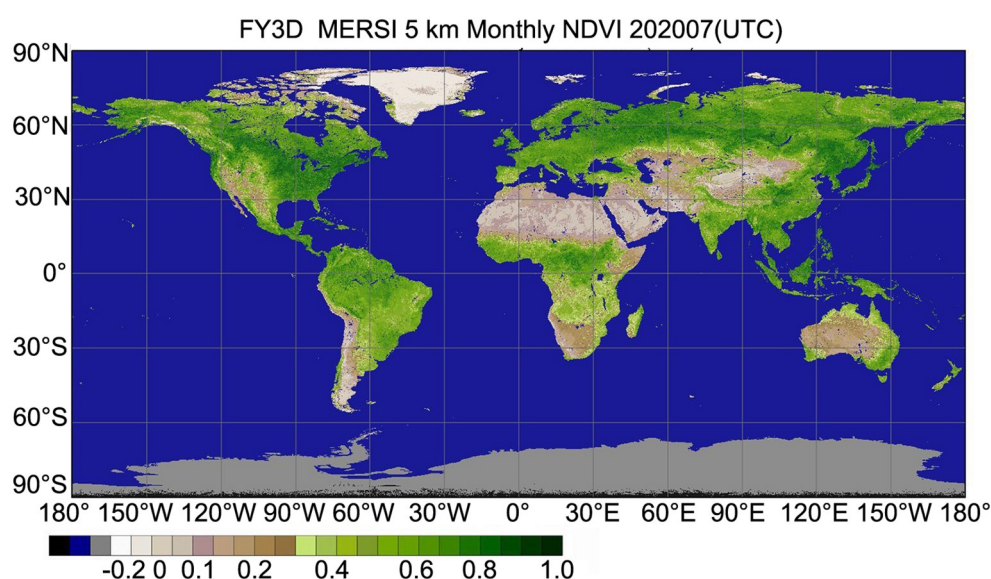 FY3D MERSI 5 km Monthly NDVI 202007(UTC)
90°N
60°N
30°N
0°
30°S
60°S
90°S
180° 150°W 120°W 90°W 60°W 30°W 0° 30°E 60°E 90°E 120°E 150°W 180°
-0.2 0 0.1 0.2 0.4 0.6 0.8 1.0